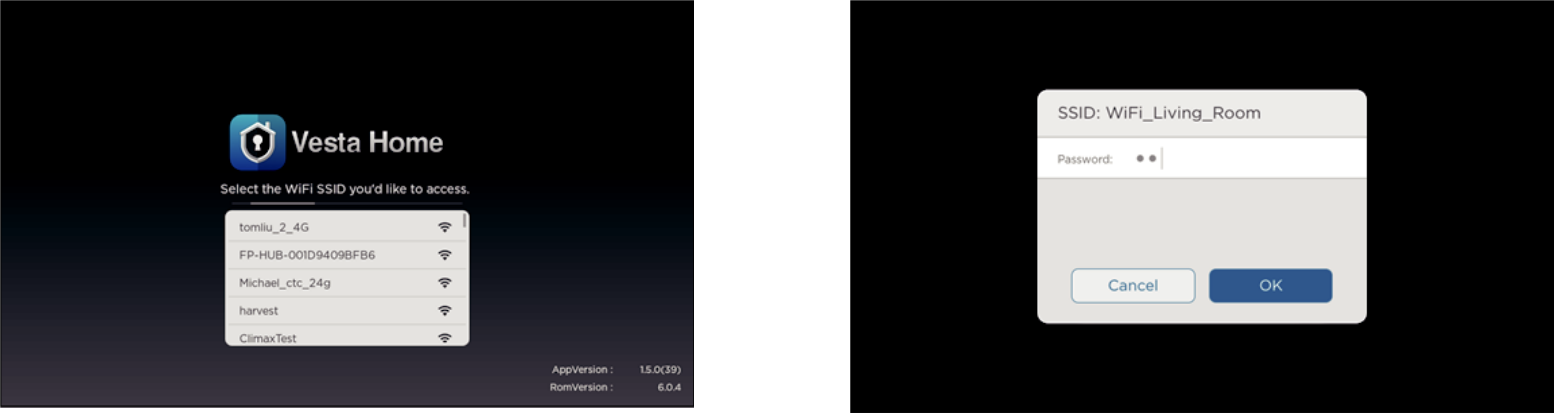 Vesta Home
Select the WiFi SSID you'd like to access.
tomliu_2_4G
FP-HUB-001D9409BFB6
Michael_ctc_24g
harvest
ClimaxTest
AppVersion : 1.5.0(39)
RomVersion : 6.0.4
SSID: WiFi_Living_Room
Password: ●●
Cancel OK